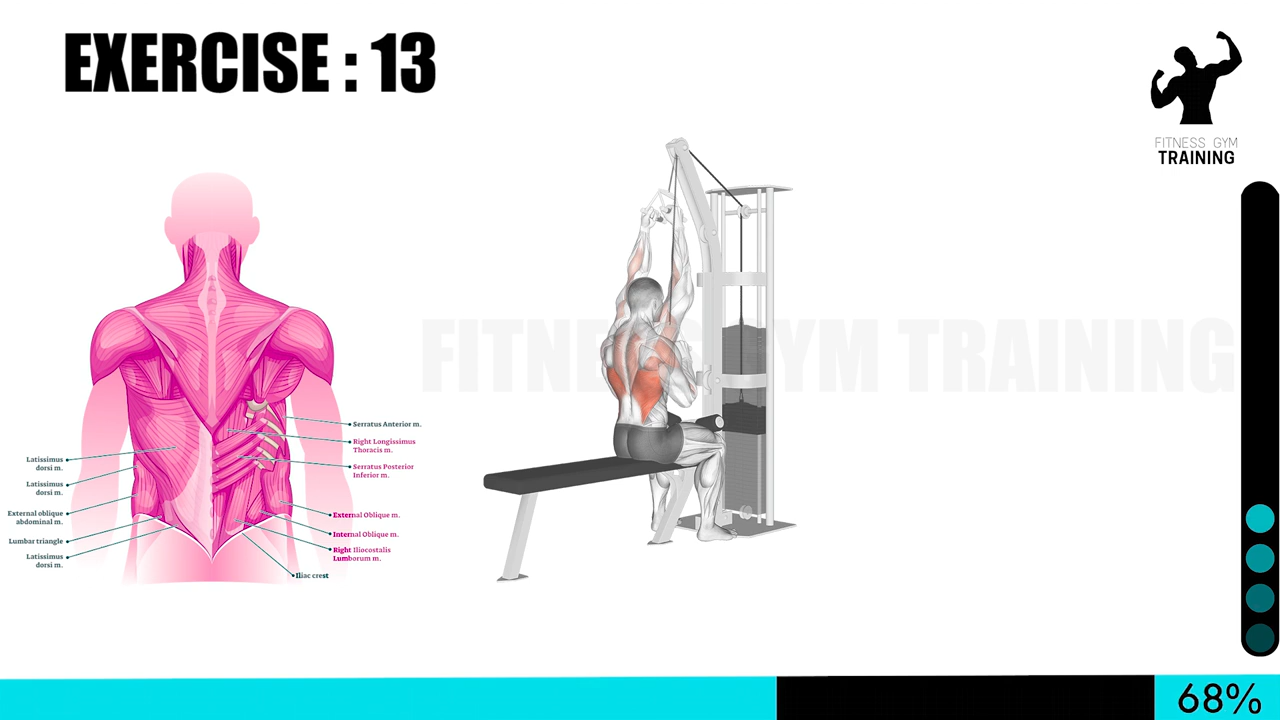 EXERCISE : 13
FITNESS GYM
TRAINING
FITNESS GYM TRAINING
Serratus Anterior m.
Right Longissimus
Thoracis m.
Serratus Posterior
Inferior m.
External Oblique m.
Internal Oblique m.
Right Iliocostalis
Lumborum m.
Iliac crest
Latissimus
dorsi m.
Latissimus
dorsi m.
External oblique
abdominal m.
Lumbar triangle
Latissimus
dorsi m.
68%